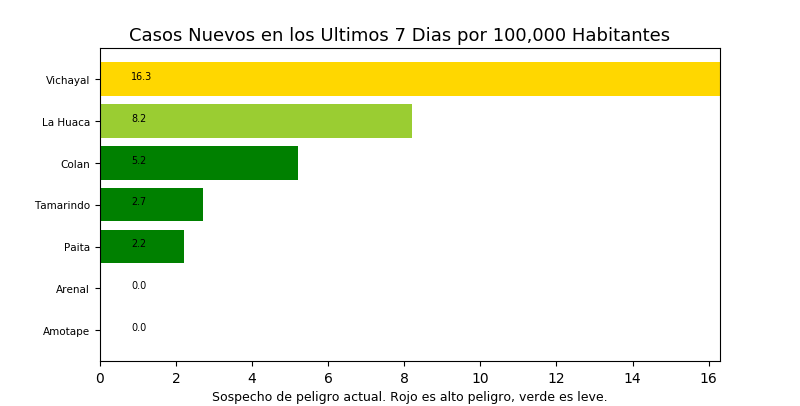 Casos Nuevos en los Ultimos 7 Dias por 100,000 Habitantes
Vichayal 16.3
La Huaca 8.2
Colan 5.2
Tamarindo 2.7
Paita 2.2
Arenal 0.0
Amotape 0.0
0 2 4 6 8 10 12 14 16
Sospecho de peligro actual. Rojo es alto peligro, verde es leve.